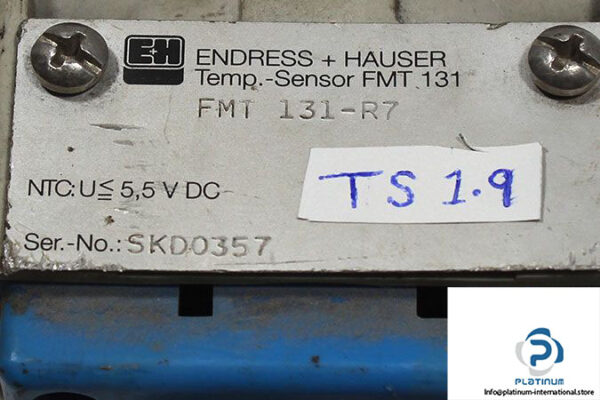 E+H
ENDRESS + HAUSER
Temp.-Sensor FMT 131
FMT 131-R7
NTC: U≦ 5,5 V DC
TS 1.9
Ser.-No.: SKD0357
PLATINUM
Info@platinum-international.store